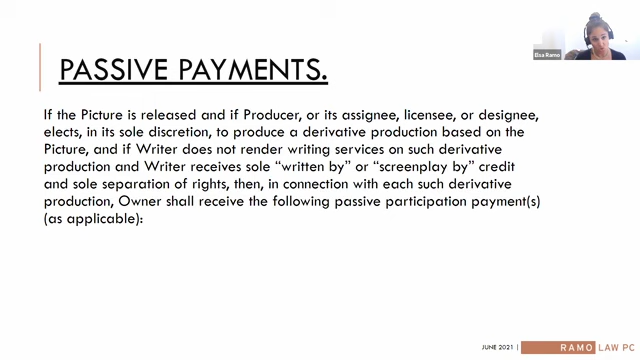 Elsa Ramo
PASSIVE PAYMENTS.
If the Picture is released and if Producer, or its assignee, licensee, or designee,
elects, in its sole discretion, to produce a derivative production based on the
Picture, and if Writer does not render writing services on such derivative
production and Writer receives sole “written by” or “screenplay by” credit
and sole separation of rights, then, in connection with each such derivative
production, Owner shall receive the following passive participation payment(s)
(as applicable):
JUNE 2021 |
RAMO LAW PC